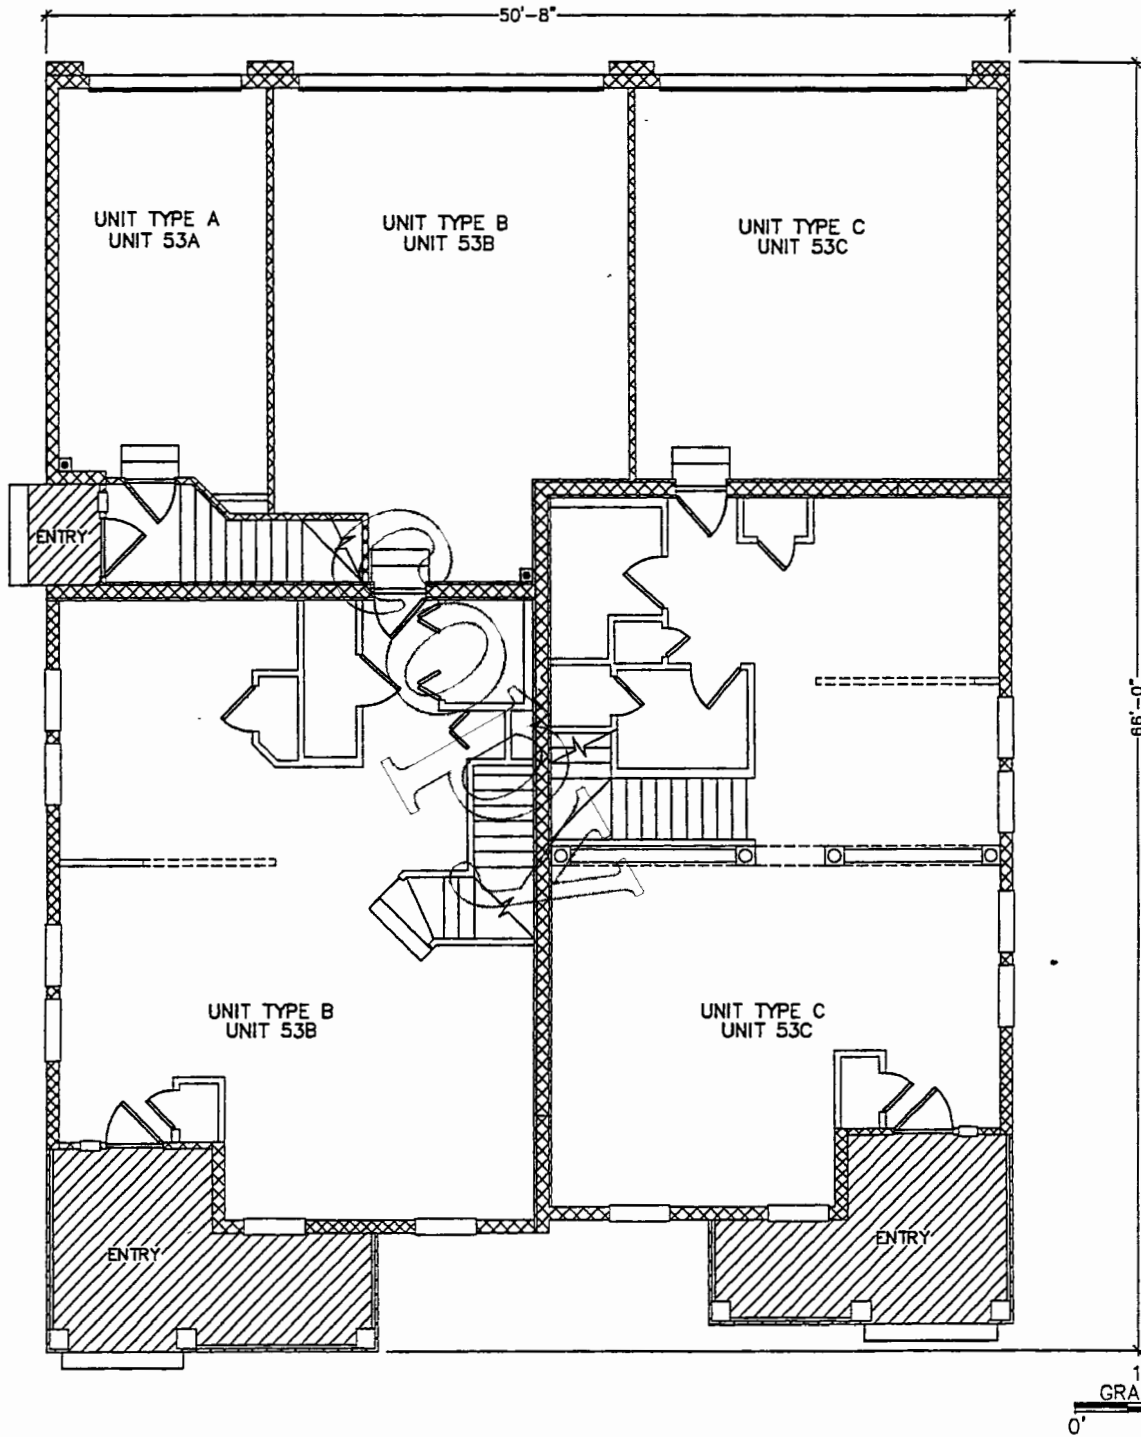 50'-8"
UNIT TYPE A
UNIT 53A
UNIT TYPE B
UNIT 53B
UNIT TYPE C
UNIT 53C
ENTRY
66'-0"
UNIT TYPE B
UNIT 53B
UNIT TYPE C
UNIT 53C
ENTRY
ENTRY
1
GRA
0'